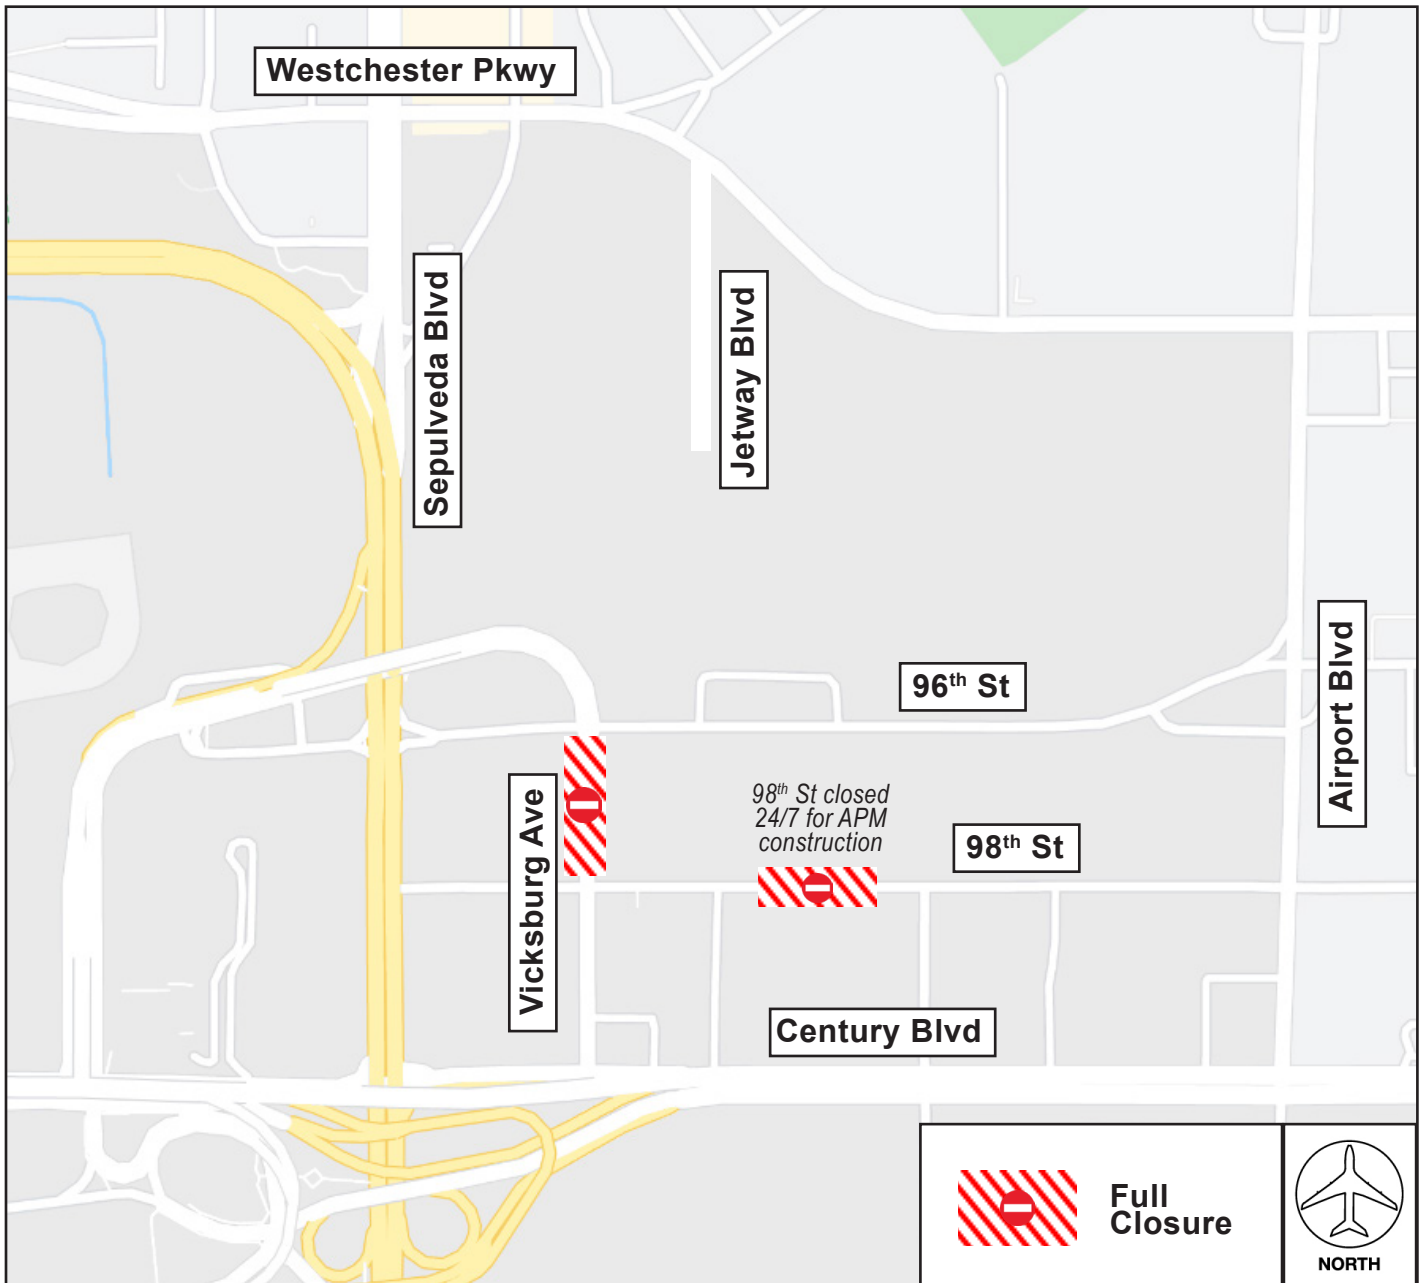 Westchester Pkwy
Sepulveda Blvd
Jetway Blvd
96th St
Airport Blvd
Vicksburg Ave
98th St closed
24/7 for APM
construction
98th St
Century Blvd
Full
Closure
NORTH